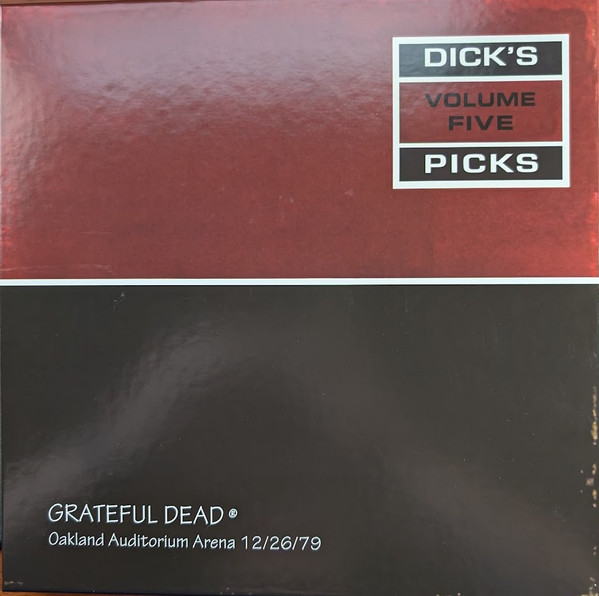 DICK'S
VOLUME
FIVE
PICKS
GRATEFUL DEAD®
Oakland Auditorium Arena 12/26/79